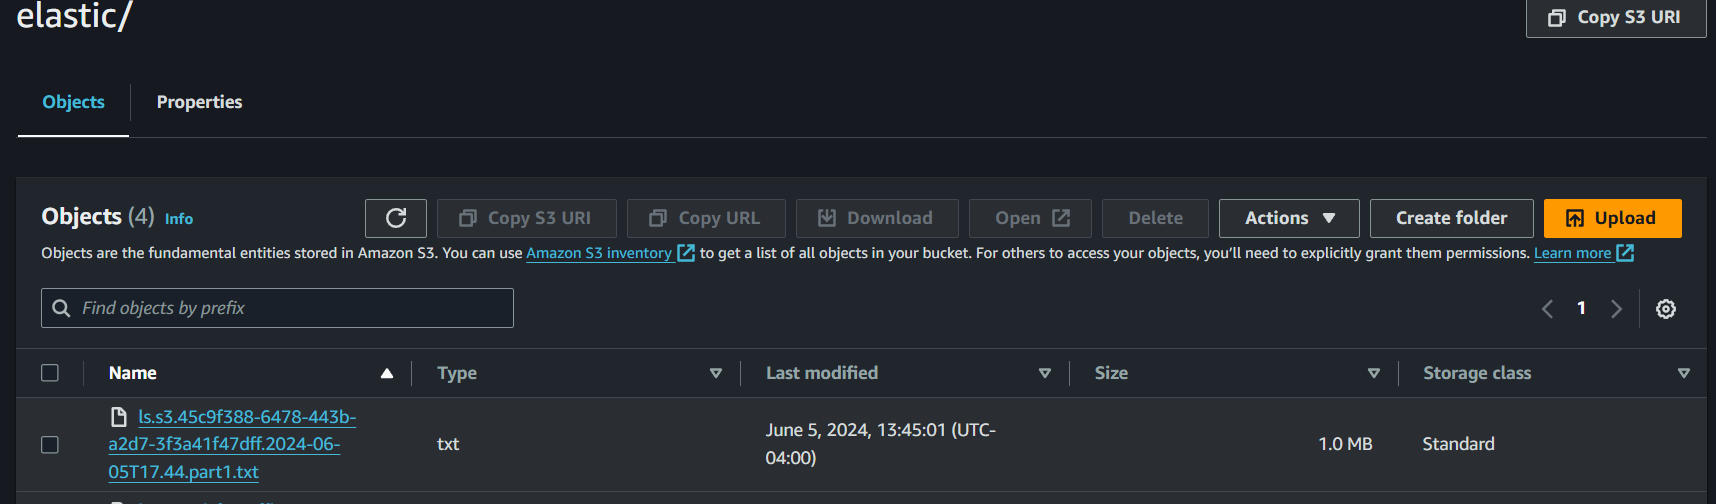 elastic/
Copy S3 URI
Objects
Properties
Objects (4) Info
Copy S3 URI
Copy URL
Download
Open
Delete
Actions
Create folder
Upload
Objects are the fundamental entities stored in Amazon S3. You can use Amazon S3 inventory to get a list of all objects in your bucket. For others to access your objects, you'll need to explicitly grant them permissions. Learn more
Find objects by prefix
1
Name
Type
Last modified
Size
Storage class
ls.s3.45c9f388-6478-443b-
a2d7-3f3a41f47dff.2024-06-
05T17.44.part1.txt
txt
June 5, 2024, 13:45:01 (UTC-
04:00)
1.0 MB
Standard